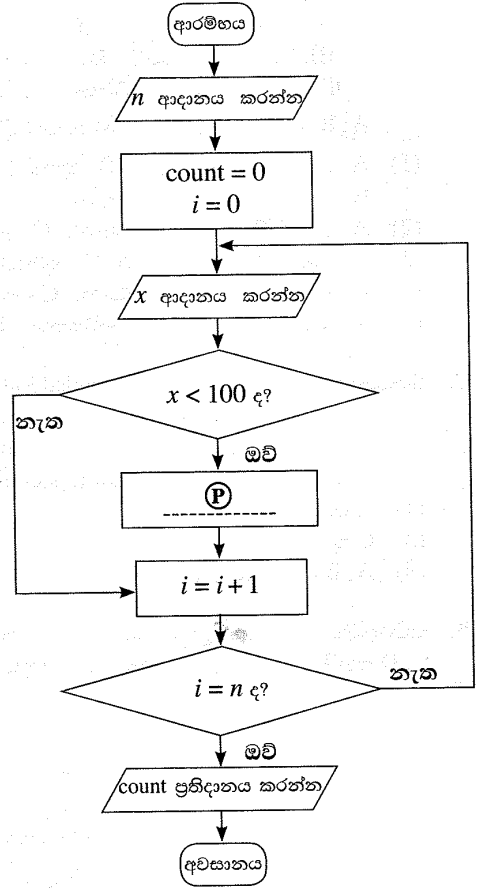 ආරම්භය
n ආදානය කරන්න
count = 0
i = 0
x ආදානය කරන්න
x < 100 ද?
නැත
ඔව්
P
i = i + 1
i = n ද?
නැත
ඔව්
count ප්‍රතිදානය කරන්න
අවසානය